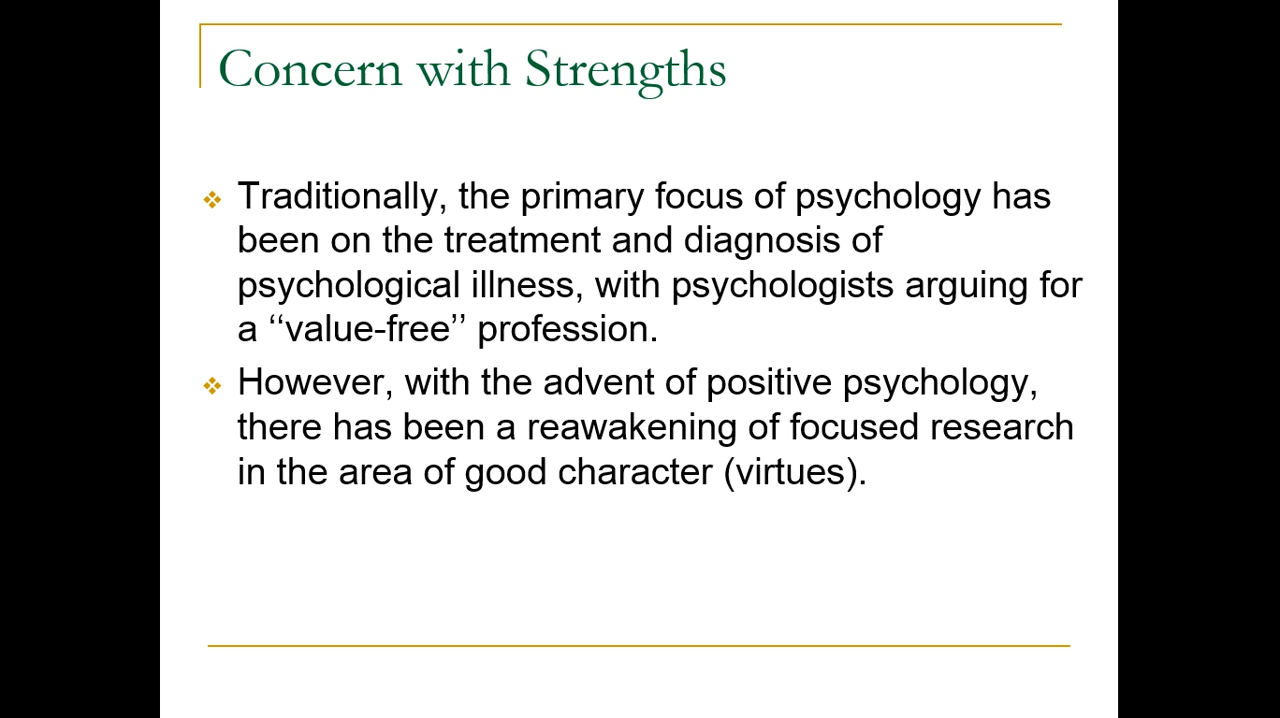 Concern with Strengths
Traditionally, the primary focus of psychology has
been on the treatment and diagnosis of
psychological illness, with psychologists arguing for
a ‘‘value-free’’ profession.
However, with the advent of positive psychology,
there has been a reawakening of focused research
in the area of good character (virtues).